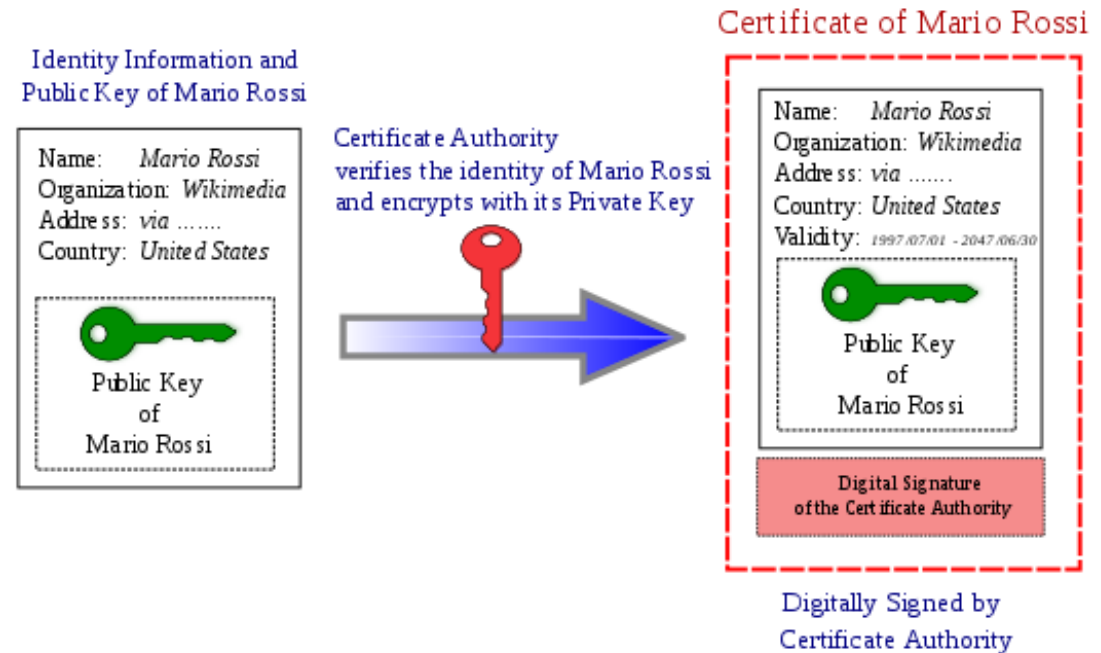 Identity Information and
Public Key of Mario Rossi
Name: Mario Rossi
Organization: Wikimedia
Address: via .......
Country: United States
Public Key
of
Mario Rossi
Certificate Authority
verifies the identity of Mario Rossi
and encrypts with its Private Key
Certificate of Mario Rossi
Name: Mario Rossi
Organization: Wikimedia
Address: via .......
Country: United States
Validity: 1997/07/01 - 2047/06/30
Public Key
of
Mario Rossi
Digital Signature
of the Certificate Authority
Digitally Signed by
Certificate Authority